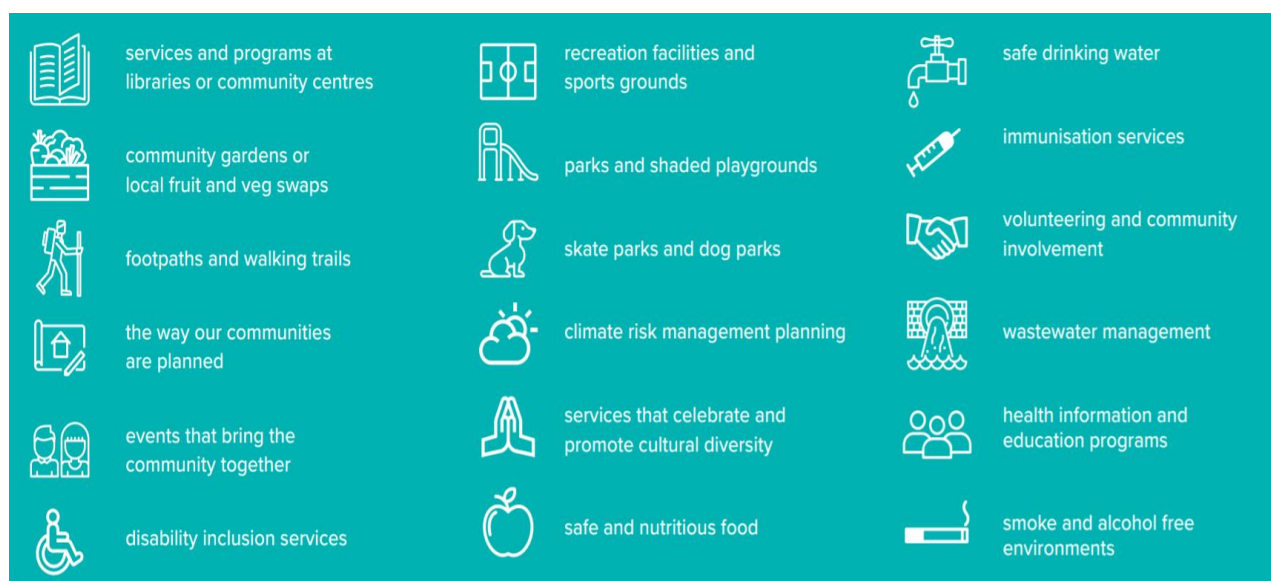 services and programs at
libraries or community centres
community gardens or
local fruit and veg swaps
footpaths and walking trails
the way our communities
are planned
events that bring the
community together
disability inclusion services
recreation facilities and
sports grounds
parks and shaded playgrounds
skate parks and dog parks
climate risk management planning
services that celebrate and
promote cultural diversity
safe and nutritious food
safe drinking water
immunisation services
volunteering and community
involvement
wastewater management
health information and
education programs
smoke and alcohol free
environments